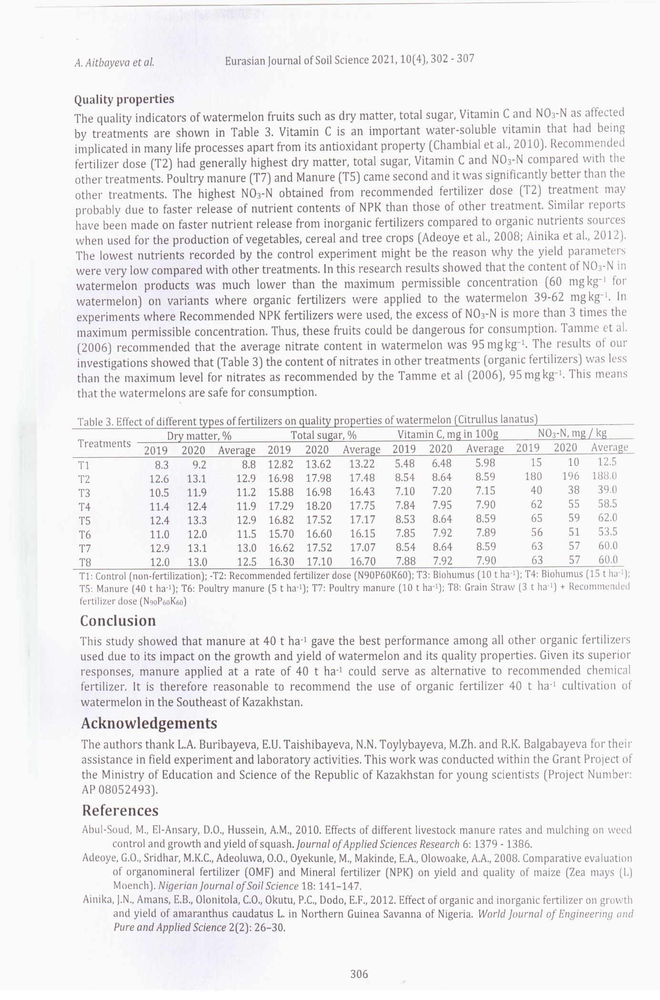 A. Aitbayeva et al. Eurasian Journal of Soil Science 2021, 10(4), 302 - 307
Quality properties
The quality indicators of watermelon fruits such as dry matter, total sugar, Vitamin C and NO3-N as affected
by treatments are shown in Table 3. Vitamin C is an important water-soluble vitamin that had being
implicated in many life processes apart from its antioxidant property (Chambial et al., 2010). Recommended
fertilizer dose (T2) had generally highest dry matter, total sugar, Vitamin C and NO3-N compared with the
other treatments. Poultry manure (T7) and Manure (T5) came second and it was significantly better than the
other treatments. The highest NO3-N obtained from recommended fertilizer dose (T2) treatment may
probably due to faster release of nutrient contents of NPK than those of other treatment. Similar reports
have been made on faster nutrient release from inorganic fertilizers compared to organic nutrients sources
when used for the production of vegetables, cereal and tree crops (Adeoye et al., 2008; Ainika et al., 2012).
The lowest nutrients recorded by the control experiment might be the reason why the yield parameters
were very low compared with other treatments. In this research results showed that the content of NO3-N in
watermelon products was much lower than the maximum permissible concentration (60 mg kg-1 for
watermelon) on variants where organic fertilizers were applied to the watermelon 39-62 mg kg-1. In
experiments where Recommended NPK fertilizers were used, the excess of NO3-N is more than 3 times the
maximum permissible concentration. Thus, these fruits could be dangerous for consumption. Tamme et al.
(2006) recommended that the average nitrate content in watermelon was 95 mg kg-1. The results of our
investigations showed that (Table 3) the content of nitrates in other treatments (organic fertilizers) was less
than the maximum level for nitrates as recommended by the Tamme et al (2006), 95 mg kg-1. This means
that the watermelons are safe for consumption.
Table 3. Effect of different types of fertilizers on quality properties of watermelon (Citrullus lanatus)
Treatments Dry matter, % Total sugar, % Vitamin C, mg in 100g NO3-N, mg / kg
2019 2020 Average 2019 2020 Average 2019 2020 Average 2019 2020 Average
T1 8.3 9.2 8.8 12.82 13.62 13.22 5.48 6.48 5.98 15 10 12.5
T2 12.6 13.1 12.9 16.98 17.98 17.48 8.54 8.64 8.59 180 196 188.0
T3 10.5 11.9 11.2 15.88 16.98 16.43 7.10 7.20 7.15 40 38 39.0
T4 11.4 12.4 11.9 17.29 18.20 17.75 7.84 7.95 7.90 62 55 58.5
T5 12.4 13.3 12.9 16.82 17.52 17.17 8.53 8.64 8.59 65 59 62.0
T6 11.0 12.0 11.5 15.70 16.60 16.15 7.85 7.92 7.89 56 51 53.5
T7 12.9 13.1 13.0 16.62 17.52 17.07 8.54 8.64 8.59 63 57 60.0
T8 12.0 13.0 12.5 16.30 17.10 16.70 7.88 7.92 7.90 63 57 60.0
T1: Control (non-fertilization); -T2: Recommended fertilizer dose (N90P60K60); T3: Biohumus (10 t ha-1); T4: Biohumus (15 t ha-1);
T5: Manure (40 t ha-1); T6: Poultry manure (5 t ha-1); T7: Poultry manure (10 t ha-1); T8: Grain Straw (3 t ha-1) + Recommended
fertilizer dose (N90P60K60)
Conclusion
This study showed that manure at 40 t ha-1 gave the best performance among all other organic fertilizers
used due to its impact on the growth and yield of watermelon and its quality properties. Given its superior
responses, manure applied at a rate of 40 t ha-1 could serve as alternative to recommended chemical
fertilizer. It is therefore reasonable to recommend the use of organic fertilizer 40 t ha-1 cultivation of
watermelon in the Southeast of Kazakhstan.
Acknowledgements
The authors thank L.A. Buribayeva, E.U. Taishibayeva, N.N. Toylybayeva, M.Zh. and R.K. Balgabayeva for their
assistance in field experiment and laboratory activities. This work was conducted within the Grant Project of
the Ministry of Education and Science of the Republic of Kazakhstan for young scientists (Project Number:
AP 08052493).
References
Abul-Soud, M., El-Ansary, D.O., Hussein, A.M., 2010. Effects of different livestock manure rates and mulching on weed
control and growth and yield of squash. Journal of Applied Sciences Research 6: 1379 - 1386.
Adeoye, G.O., Sridhar, M.K.C., Adeoluwa, O.O., Oyekunle, M., Makinde, E.A., Olowoake, A.A., 2008. Comparative evaluation
of organomineral fertilizer (OMF) and Mineral fertilizer (NPK) on yield and quality of maize (Zea mays (L)
Moench). Nigerian Journal of Soil Science 18: 141–147.
Ainika, J.N., Amans, E.B., Olonitola, C.O., Okutu, P.C., Dodo, E.F., 2012. Effect of organic and inorganic fertilizer on growth
and yield of amaranthus caudatus L. in Northern Guinea Savanna of Nigeria. World Journal of Engineering and
Pure and Applied Science 2(2): 26–30.
306